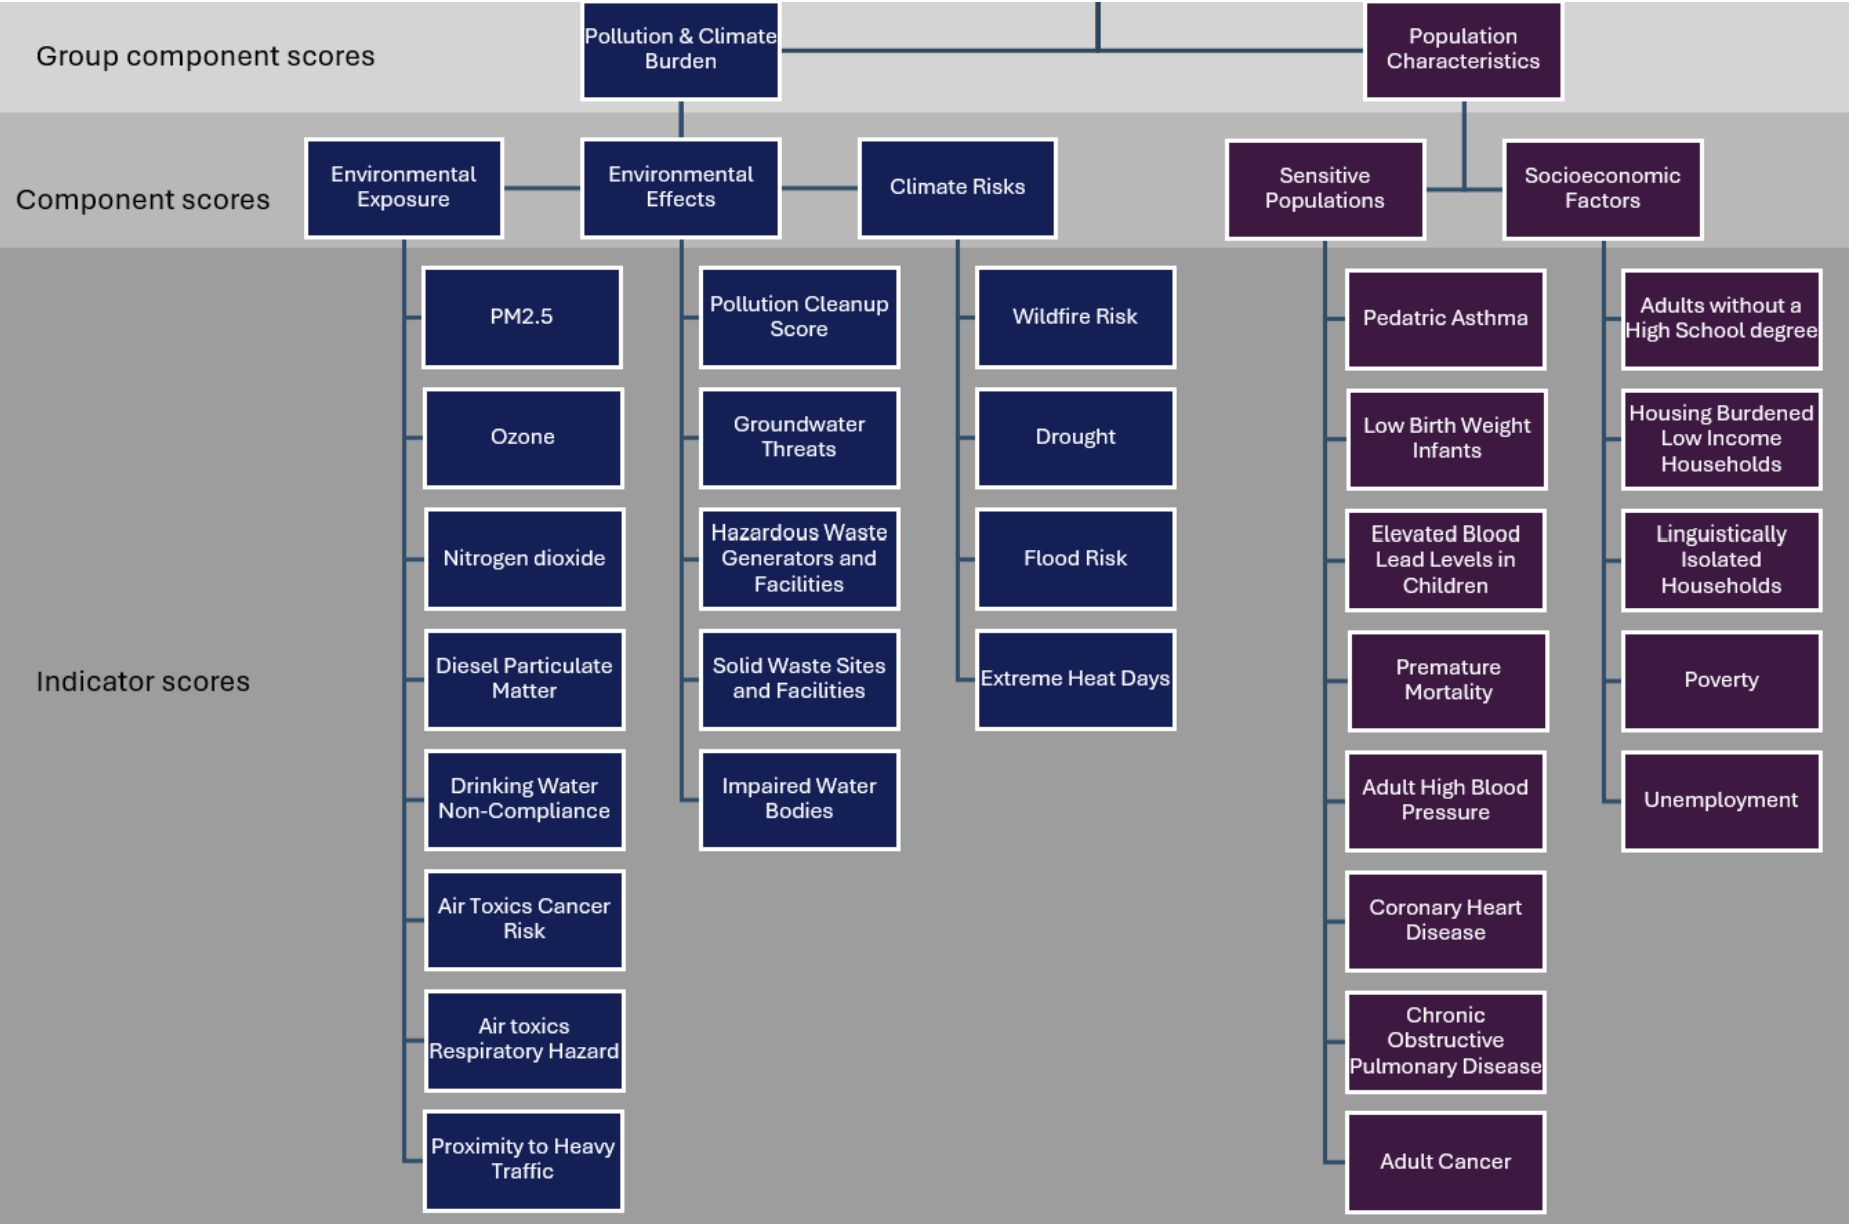 Group component scores
Pollution & Climate
Burden
Population
Characteristics
Component scores
Environmental
Exposure
Environmental
Effects
Climate Risks
Sensitive
Populations
Socioeconomic
Factors
Indicator scores
PM2.5
Ozone
Nitrogen dioxide
Diesel Particulate
Matter
Drinking Water
Non-Compliance
Air Toxics Cancer
Risk
Air toxics
Respiratory Hazard
Proximity to Heavy
Traffic
Pollution Cleanup
Score
Groundwater
Threats
Hazardous Waste
Generators and
Facilities
Solid Waste Sites
and Facilities
Impaired Water
Bodies
Wildfire Risk
Drought
Flood Risk
Extreme Heat Days
Pedatric Asthma
Low Birth Weight
Infants
Elevated Blood
Lead Levels in
Children
Premature
Mortality
Adult High Blood
Pressure
Coronary Heart
Disease
Chronic
Obstructive
Pulmonary Disease
Adult Cancer
Adults without a
High School degree
Housing Burdened
Low Income
Households
Linguistically
Isolated
Households
Poverty
Unemployment